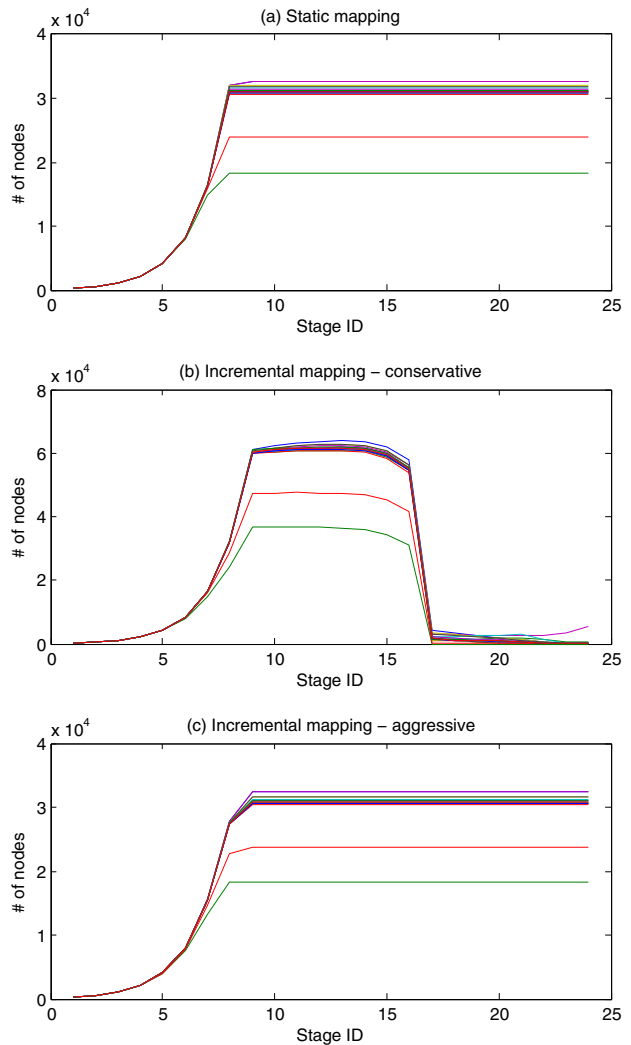 (a) Static mapping
x 10^4
4
3
2
1
0
# of nodes
0 5 10 15 20 25
Stage ID
(b) Incremental mapping − conservative
x 10^4
8
6
4
2
0
# of nodes
0 5 10 15 20 25
Stage ID
(c) Incremental mapping − aggressive
x 10^4
4
3
2
1
0
# of nodes
0 5 10 15 20 25
Stage ID